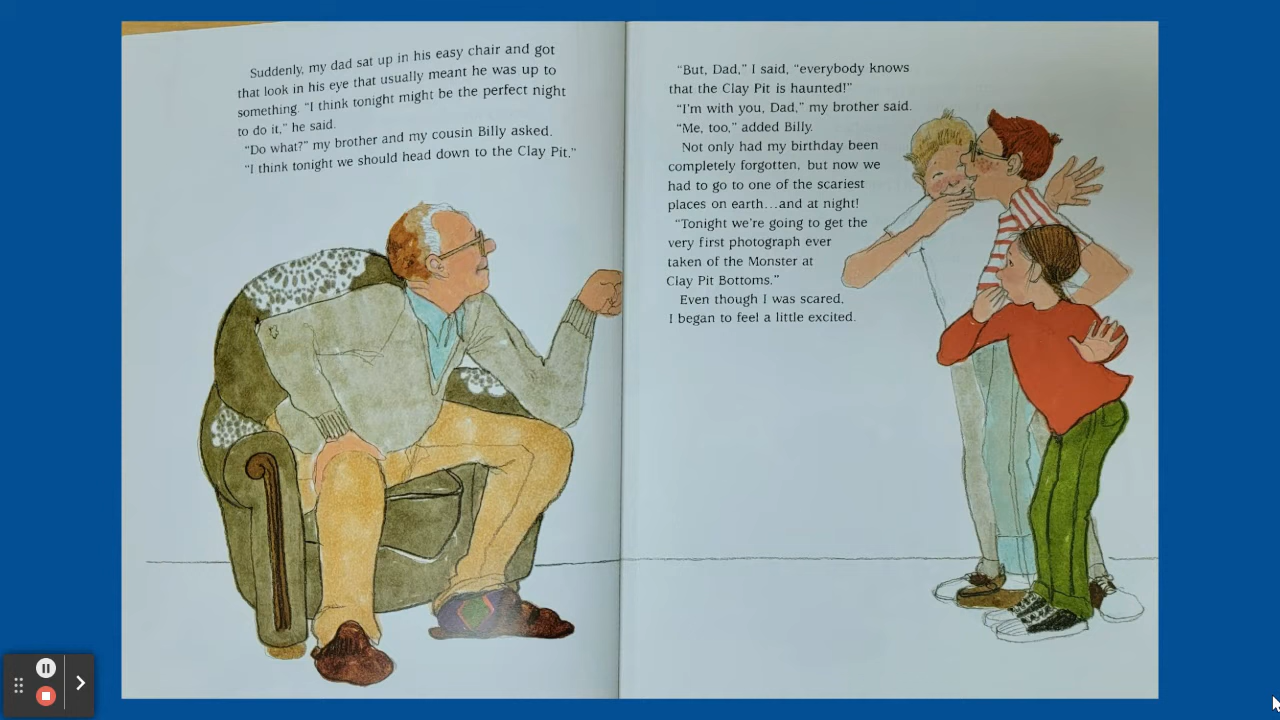 Suddenly, my dad sat up in his easy chair and got
that look in his eye that usually meant he was up to
something. “I think tonight might be the perfect night
to do it,” he said.
“Do what?” my brother and my cousin Billy asked.
“I think tonight we should head down to the Clay Pit.”
“But, Dad,” I said, “everybody knows
that the Clay Pit is haunted!”
“I’m with you, Dad,” my brother said.
“Me, too,” added Billy.
Not only had my birthday been
completely forgotten, but now we
had to go to one of the scariest
places on earth...and at night!
“Tonight we’re going to get the
very first photograph ever
taken of the Monster at
Clay Pit Bottoms.”
Even though I was scared,
I began to feel a little excited.